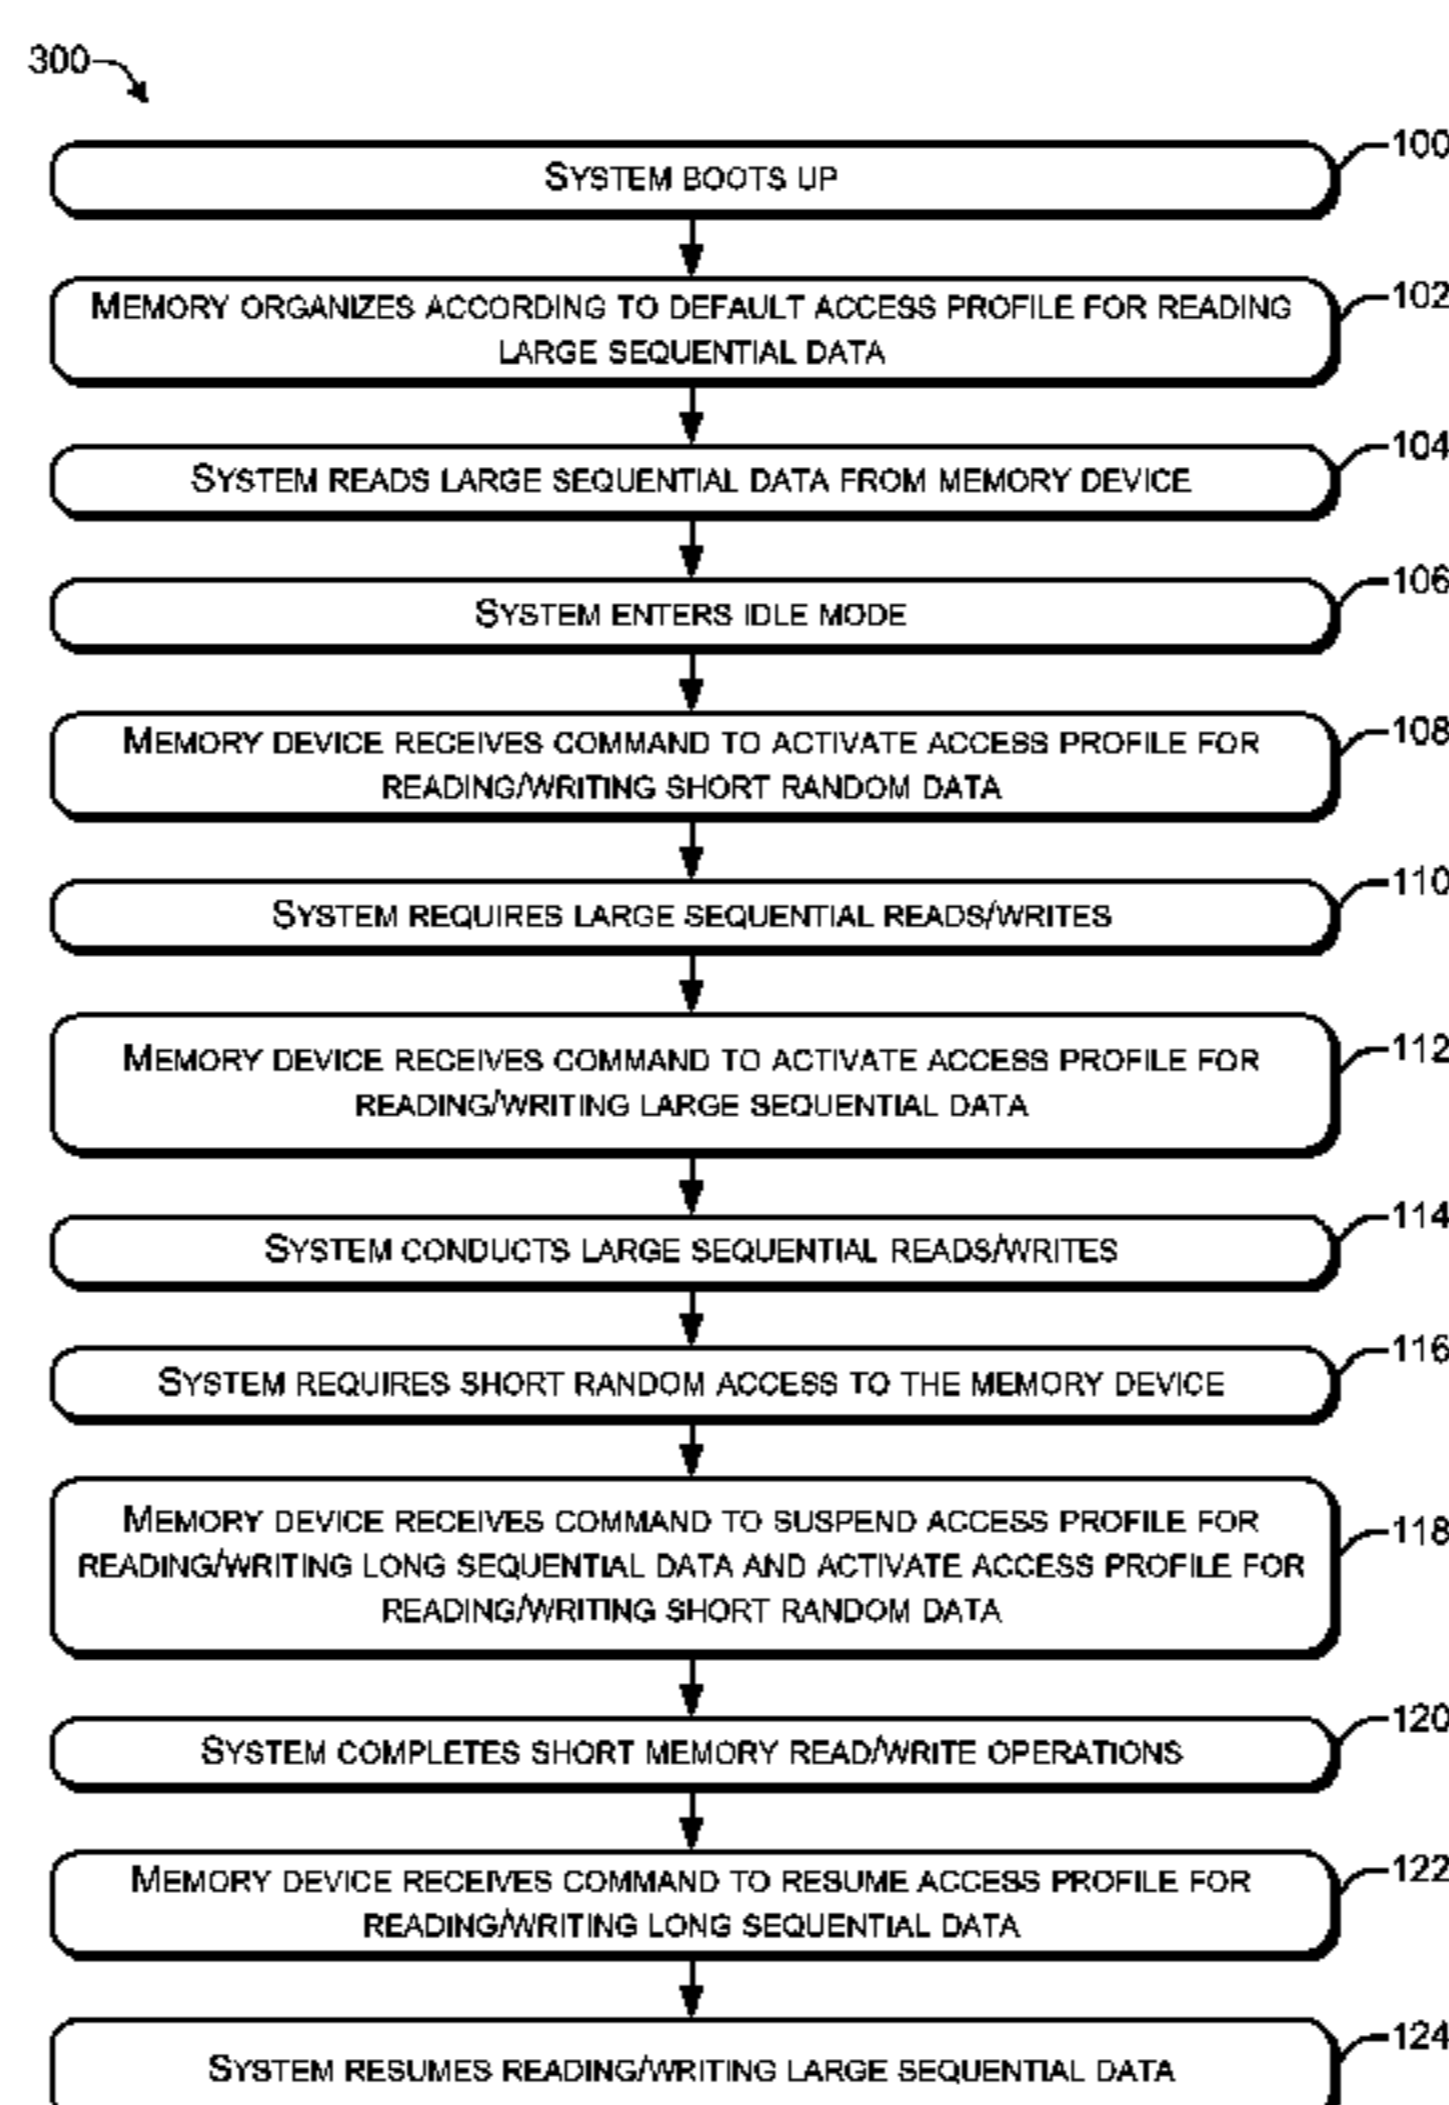 300
100
SYSTEM BOOTS UP
102
MEMORY ORGANIZES ACCORDING TO DEFAULT ACCESS PROFILE FOR READING
LARGE SEQUENTIAL DATA
104
SYSTEM READS LARGE SEQUENTIAL DATA FROM MEMORY DEVICE
106
SYSTEM ENTERS IDLE MODE
108
MEMORY DEVICE RECEIVES COMMAND TO ACTIVATE ACCESS PROFILE FOR
READING/WRITING SHORT RANDOM DATA
110
SYSTEM REQUIRES LARGE SEQUENTIAL READS/WRITES
112
MEMORY DEVICE RECEIVES COMMAND TO ACTIVATE ACCESS PROFILE FOR
READING/WRITING LARGE SEQUENTIAL DATA
114
SYSTEM CONDUCTS LARGE SEQUENTIAL READS/WRITES
116
SYSTEM REQUIRES SHORT RANDOM ACCESS TO THE MEMORY DEVICE
118
MEMORY DEVICE RECEIVES COMMAND TO SUSPEND ACCESS PROFILE FOR
READING/WRITING LONG SEQUENTIAL DATA AND ACTIVATE ACCESS PROFILE FOR
READING/WRITING SHORT RANDOM DATA
120
SYSTEM COMPLETES SHORT MEMORY READ/WRITE OPERATIONS
122
MEMORY DEVICE RECEIVES COMMAND TO RESUME ACCESS PROFILE FOR
READING/WRITING LONG SEQUENTIAL DATA
124
SYSTEM RESUMES READING/WRITING LARGE SEQUENTIAL DATA